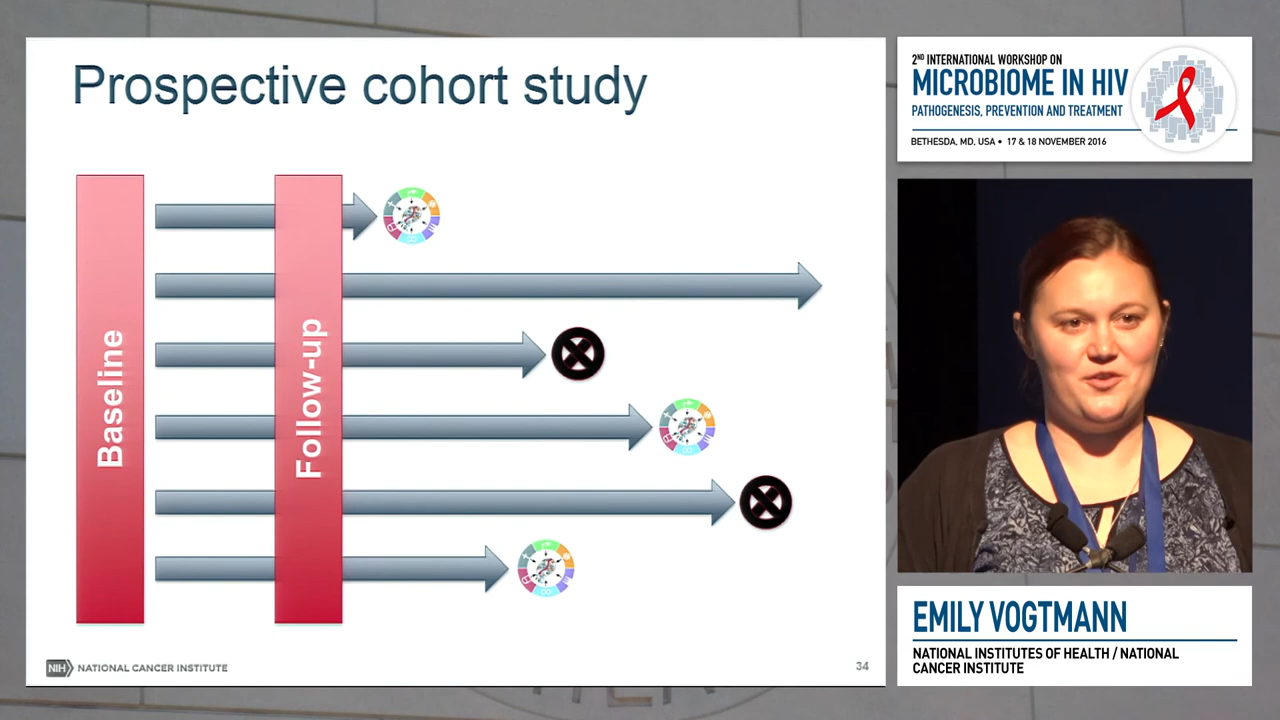 Prospective cohort study
Baseline
Follow-up
NIH NATIONAL CANCER INSTITUTE
34
2ND INTERNATIONAL WORKSHOP ON
MICROBIOME IN HIV
PATHOGENESIS, PREVENTION AND TREATMENT
BETHESDA, MD, USA • 17 & 18 NOVEMBER 2016
EMILY VOGTMANN
NATIONAL INSTITUTES OF HEALTH / NATIONAL
CANCER INSTITUTE